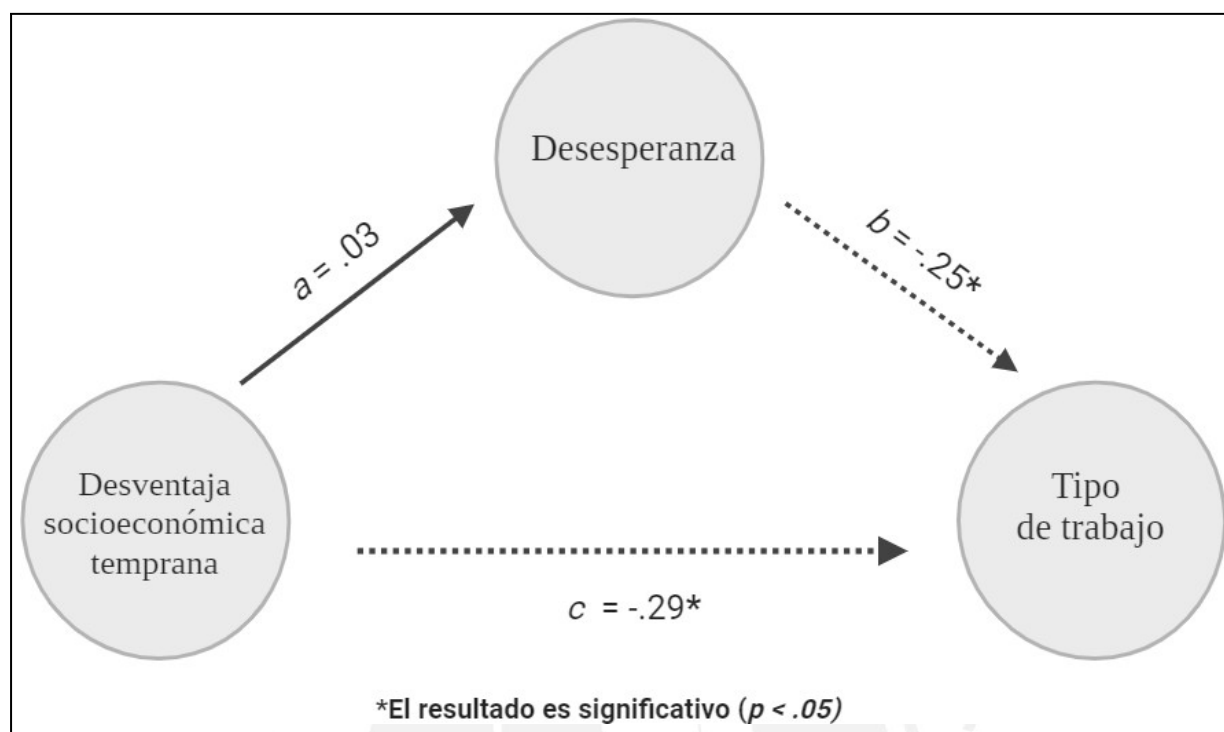 Desesperanza
a = .03
b = -.25*
Desventaja
socioeconómica
temprana
Tipo
de trabajo
c = -.29*
*El resultado es significativo (p < .05)